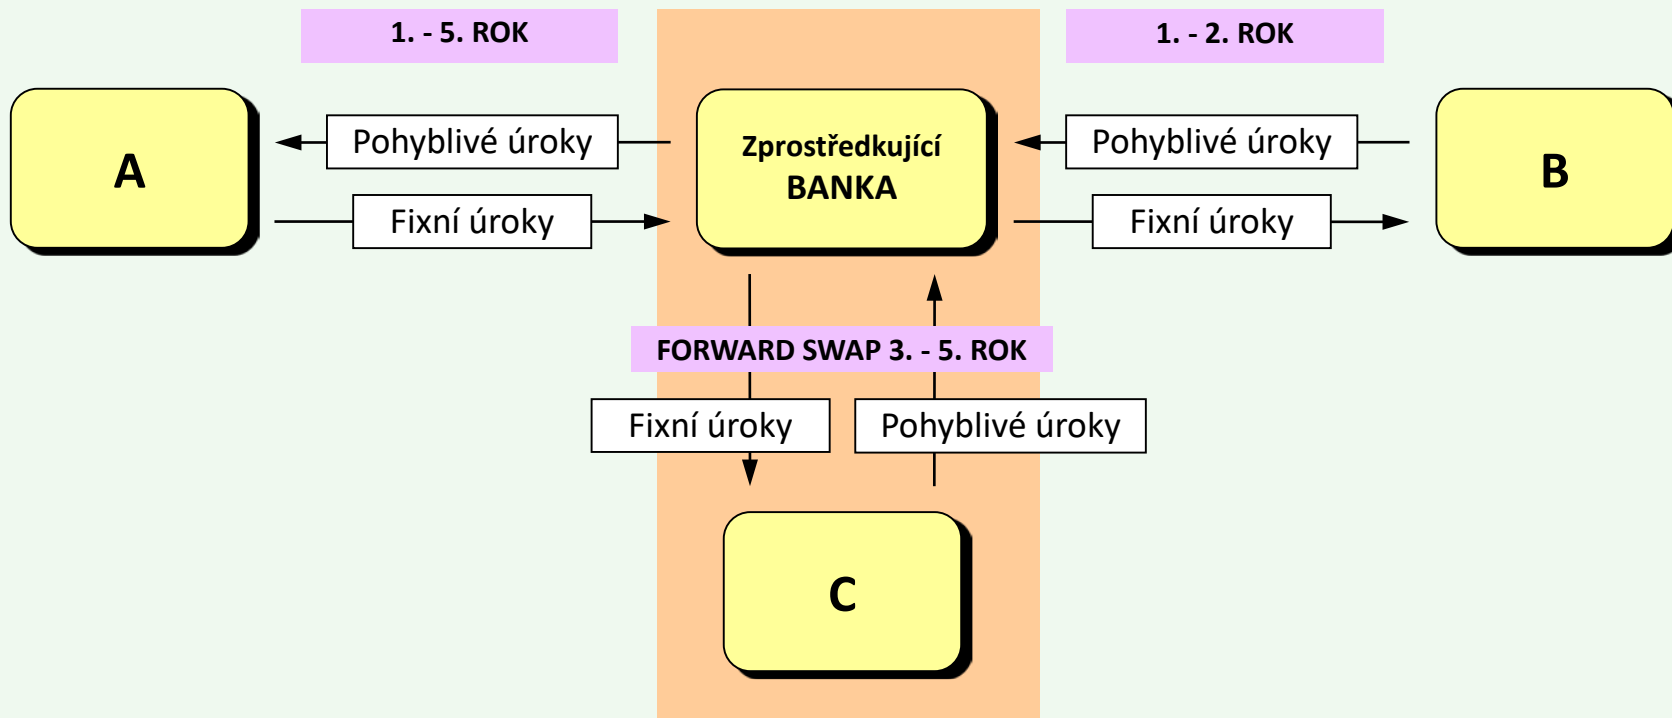 1. - 5. ROK
1. - 2. ROK
A
Pohyblivé úroky
Fixní úroky
Zprostředkující
BANKA
Pohyblivé úroky
Fixní úroky
B
FORWARD SWAP 3. - 5. ROK
Fixní úroky
Pohyblivé úroky
C